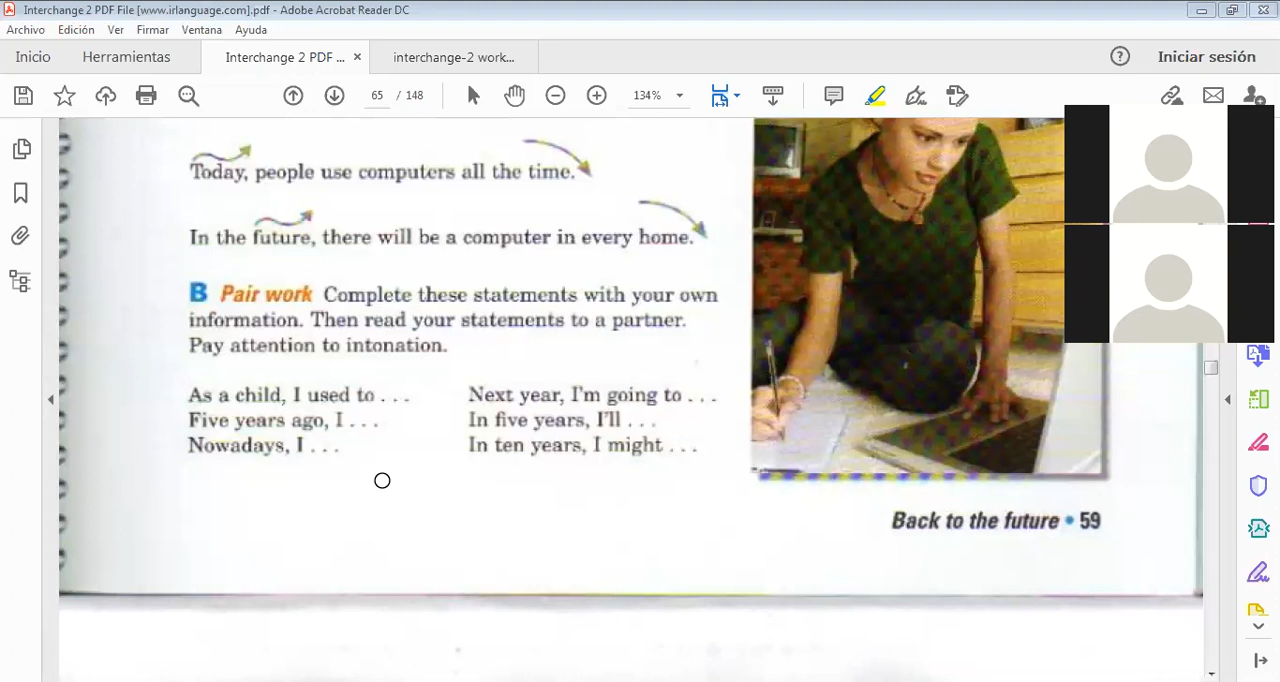 Interchange 2 PDF File [www.irlanguage.com].pdf - Adobe Acrobat Reader DC
Archivo Edición Ver Firmar Ventana Ayuda
Inicio Herramientas Interchange 2 PDF ... × interchange-2 work... Iniciar sesión
65 / 148 134%
Today, people use computers all the time.
In the future, there will be a computer in every home.
B Pair work Complete these statements with your own
information. Then read your statements to a partner.
Pay attention to intonation.
As a child, I used to . . .
Five years ago, I . . .
Nowadays, I . . .
Next year, I'm going to . . .
In five years, I'll . . .
In ten years, I might . . .
Back to the future • 59